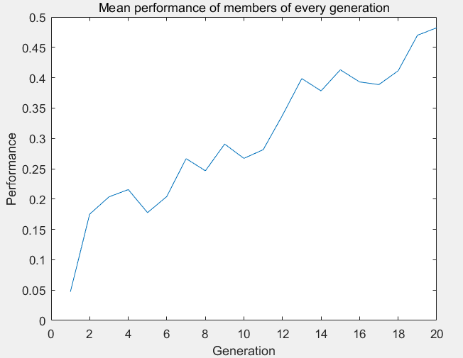 Mean performance of members of every generation
0.5
0.45
0.4
0.35
0.3
0.25
0.2
0.15
0.1
0.05
0
Performance
0 2 4 6 8 10 12 14 16 18 20
Generation